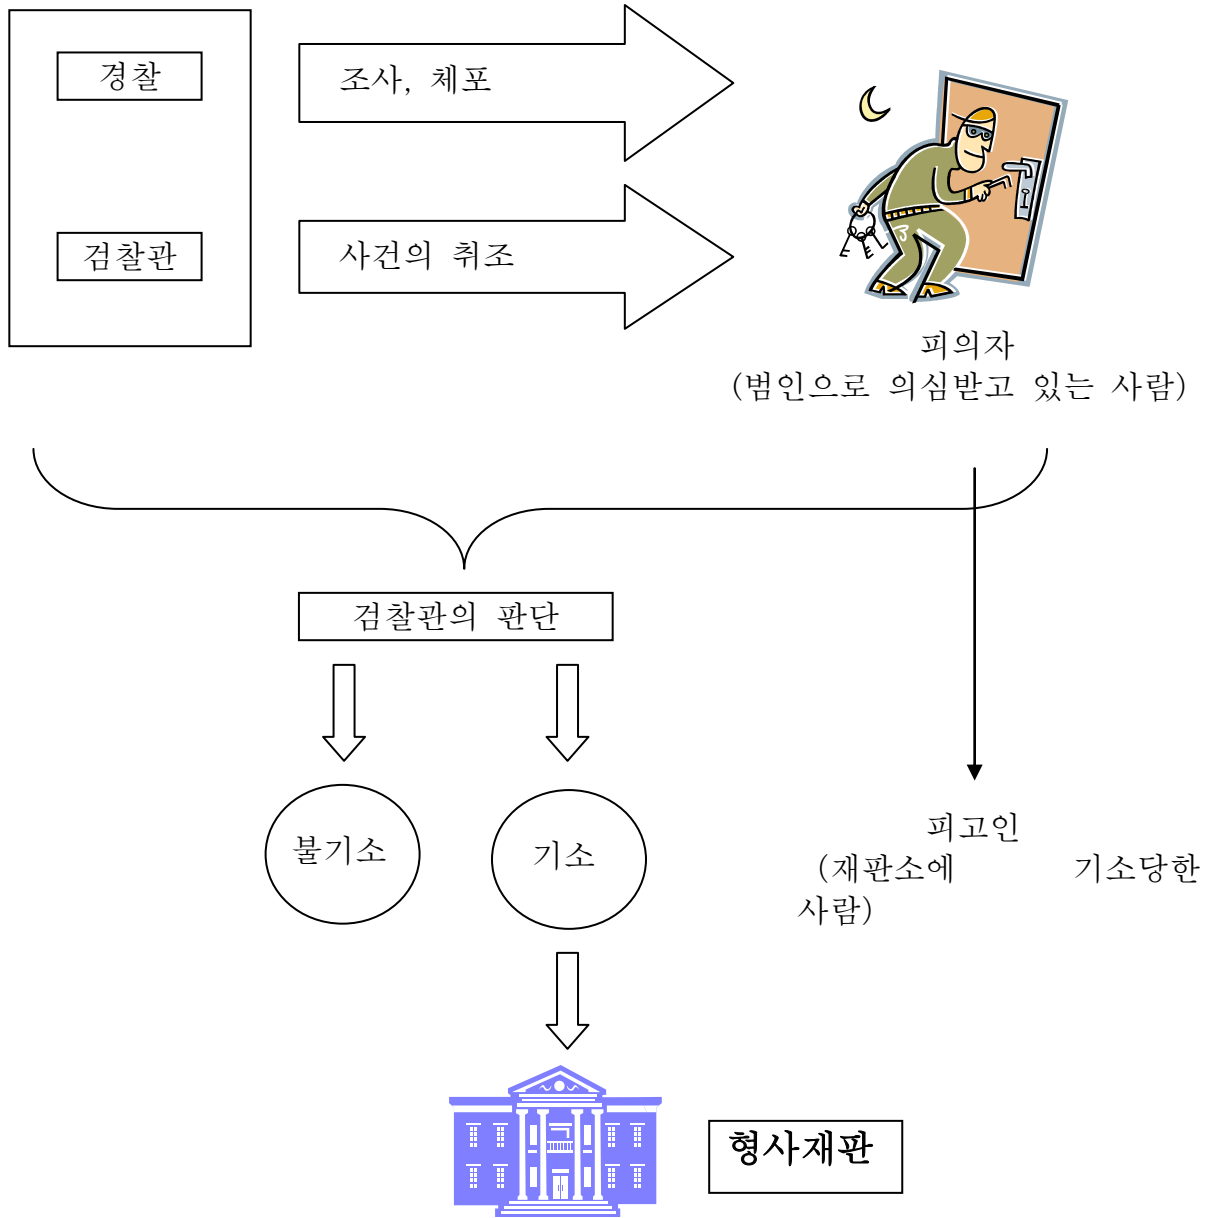 경찰
조사, 체포
검찰관
사건의 취조
피의자
(범인으로 의심받고 있는 사람)
검찰관의 판단
불기소
기소
피고인
(재판소에 기소당한
사람)
형사재판